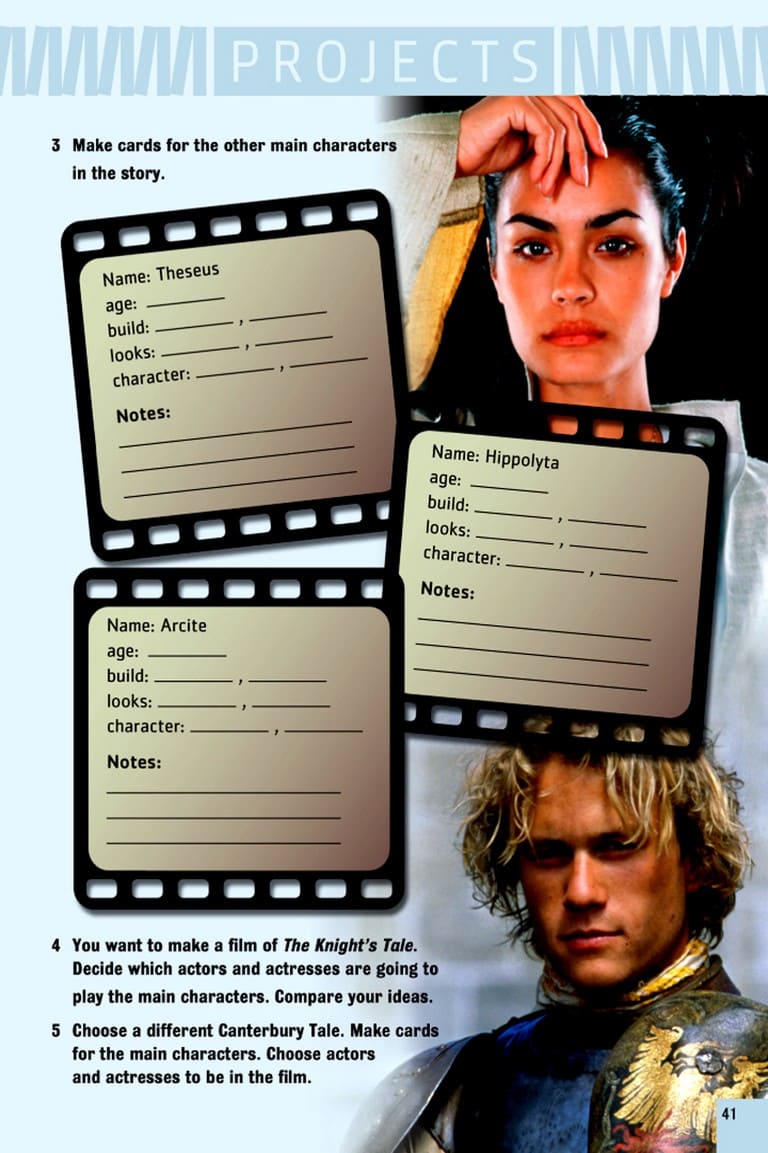 PROJECTS
3 Make cards for the other main characters
in the story.
Name: Theseus
age:
build: ,
looks: ,
character: ,
Notes:
Name: Hippolyta
age:
build: ,
looks: ,
character: ,
Notes:
Name: Arcite
age:
build: ,
looks: ,
character: ,
Notes:
4 You want to make a film of The Knight's Tale.
Decide which actors and actresses are going to
play the main characters. Compare your ideas.
5 Choose a different Canterbury Tale. Make cards
for the main characters. Choose actors
and actresses to be in the film.
41